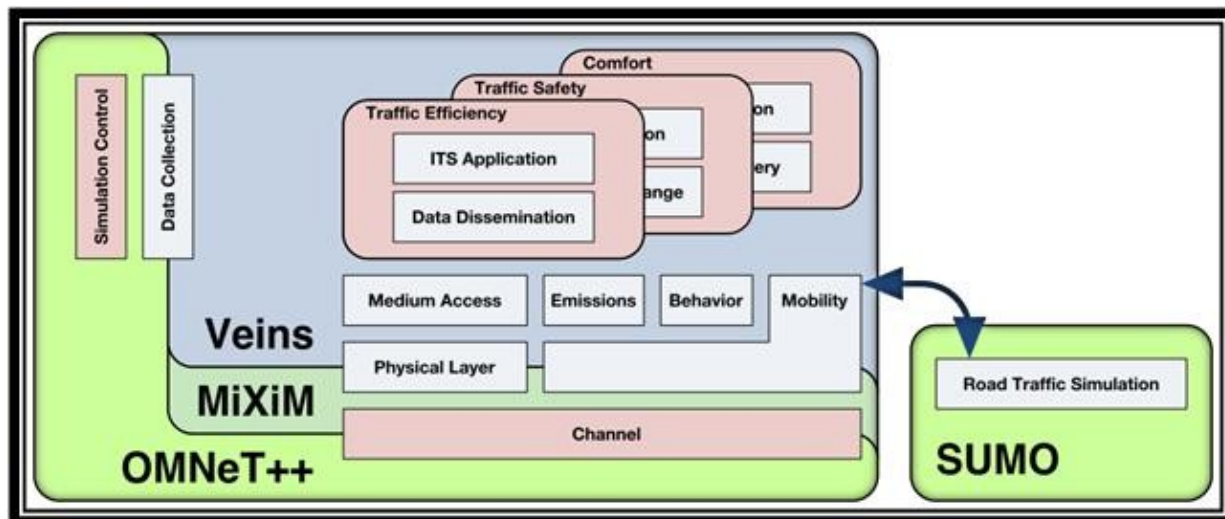 Simulation Control
Data Collection
Comfort
Traffic Safety
Traffic Efficiency
ITS Application
Data Dissemination
on
ange
on
ery
Medium Access
Emissions
Behavior
Mobility
Veins
Physical Layer
MiXiM
Channel
OMNeT++
Road Traffic Simulation
SUMO